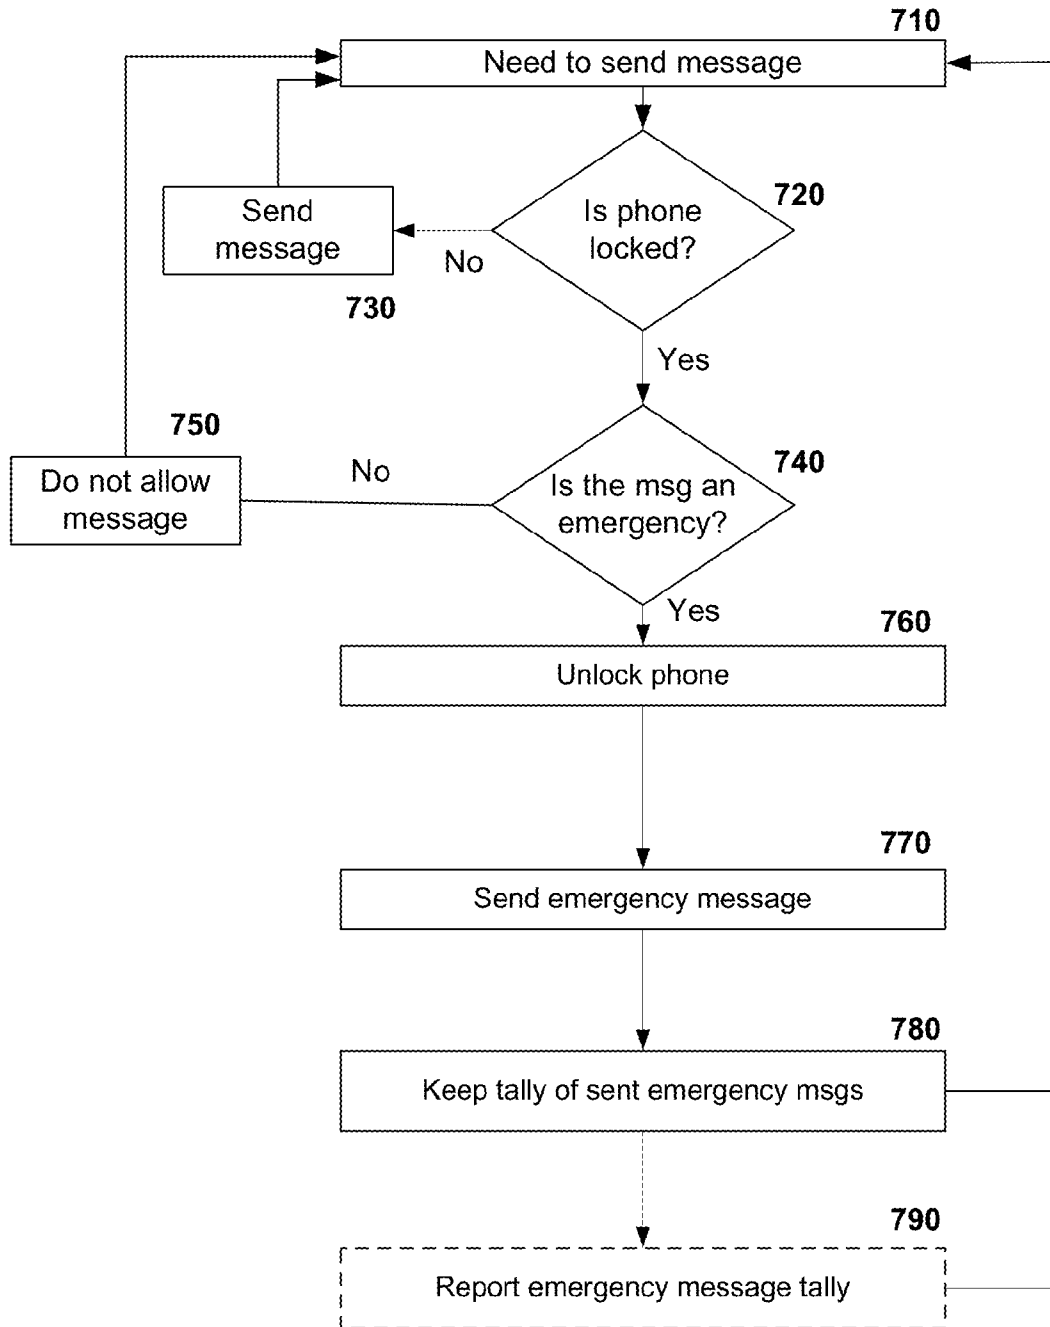 710
Need to send message
720
Is phone
locked?
Send
message
No
730
Yes
750
740
No
Do not allow
message
Is the msg an
emergency?
Yes
760
Unlock phone
770
Send emergency message
780
Keep tally of sent emergency msgs
790
Report emergency message tally